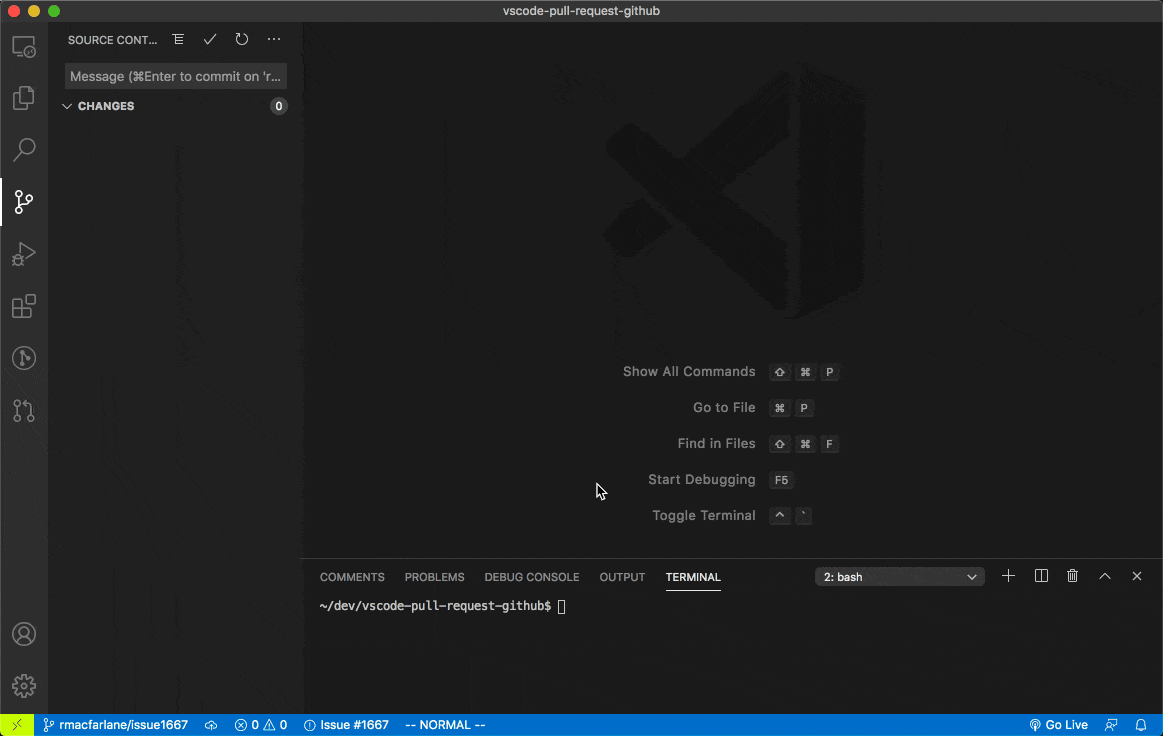 vscode-pull-request-github
SOURCE CONT...
Message (⌘Enter to commit on 'r...
CHANGES 0
Show All Commands ⇧ ⌘ P
Go to File ⌘ P
Find in Files ⇧ ⌘ F
Start Debugging F5
Toggle Terminal ^ `
COMMENTS PROBLEMS DEBUG CONSOLE OUTPUT TERMINAL 2: bash
~/dev/vscode-pull-request-github$
rmacfarlane/issue1667 0 0 Issue #1667 -- NORMAL -- Go Live